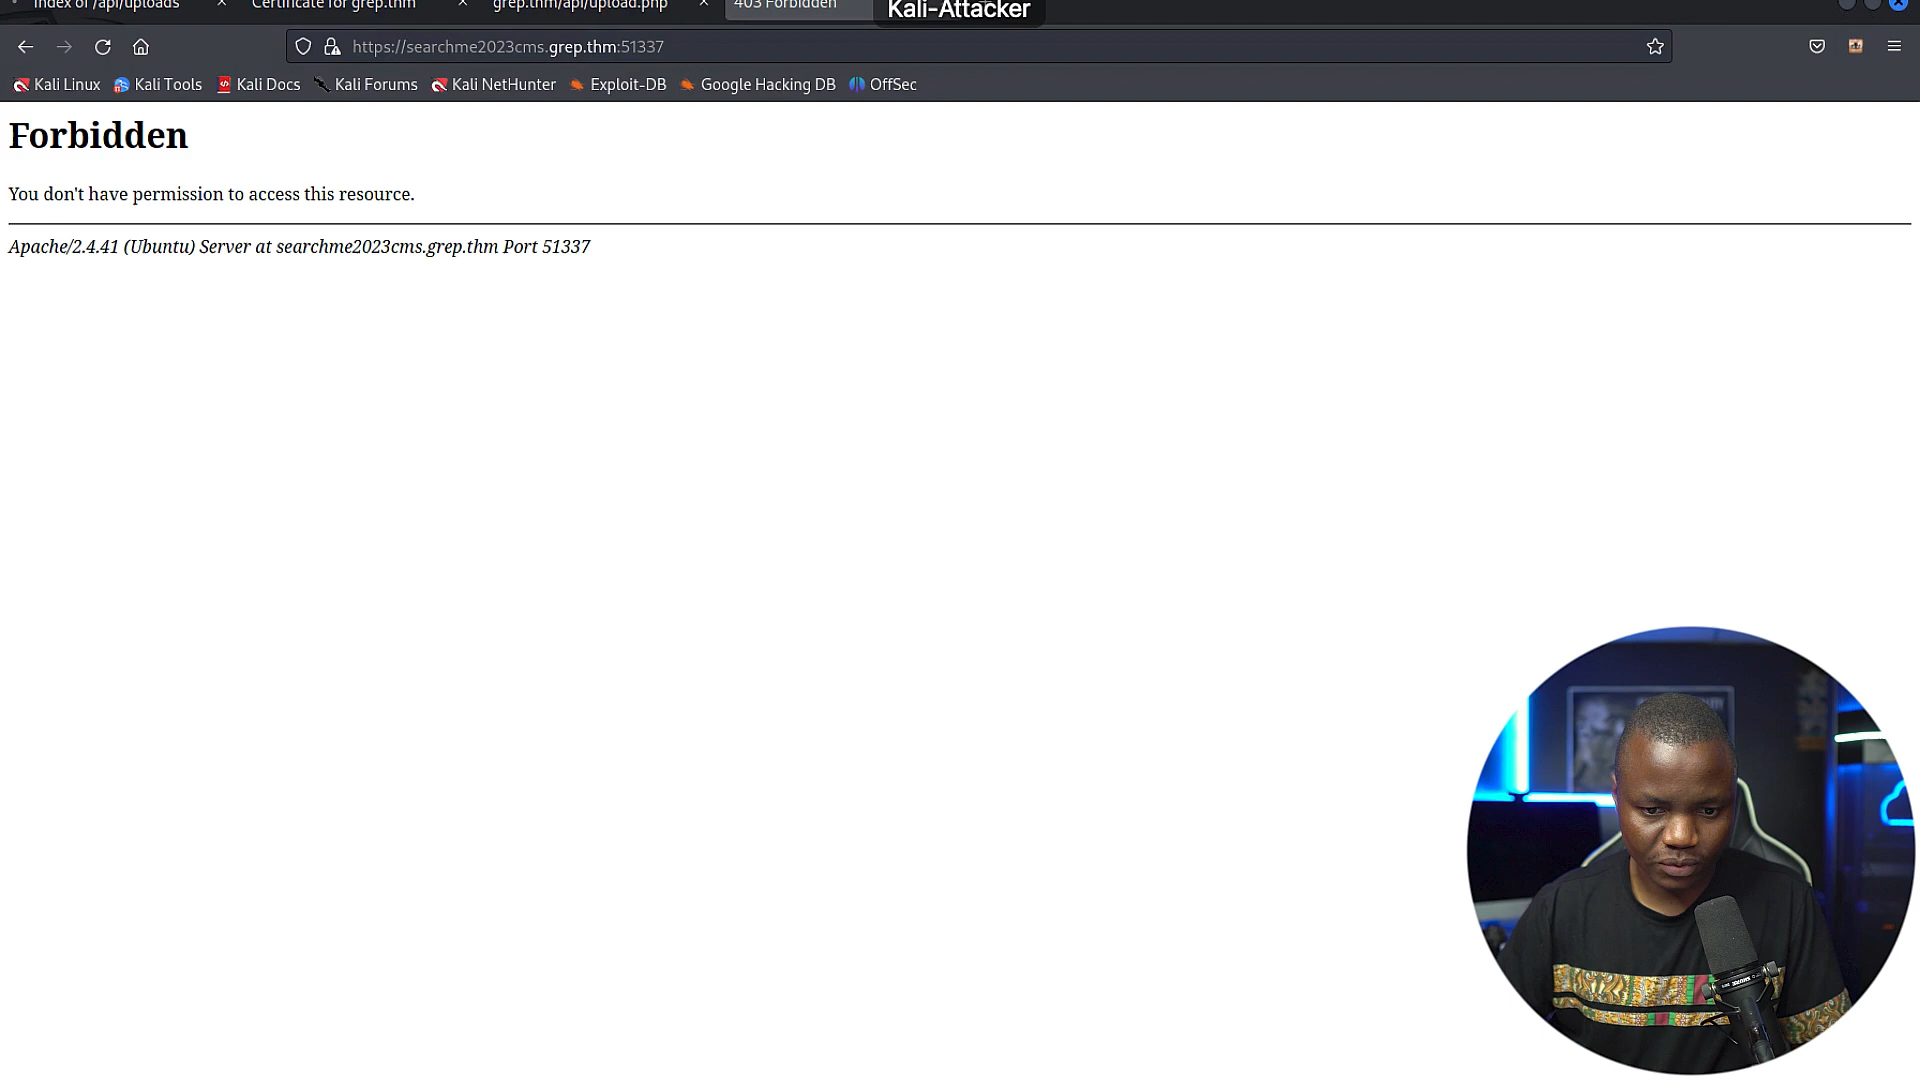 Index of /api/uploads
Certificate for grep.thm
grep.thm/api/upload.php
403 Forbidden
Kali-Attacker
https://searchme2023cms.grep.thm:51337
Kali Linux
Kali Tools
Kali Docs
Kali Forums
Kali NetHunter
Exploit-DB
Google Hacking DB
OffSec
Forbidden
You don't have permission to access this resource.
Apache/2.4.41 (Ubuntu) Server at searchme2023cms.grep.thm Port 51337